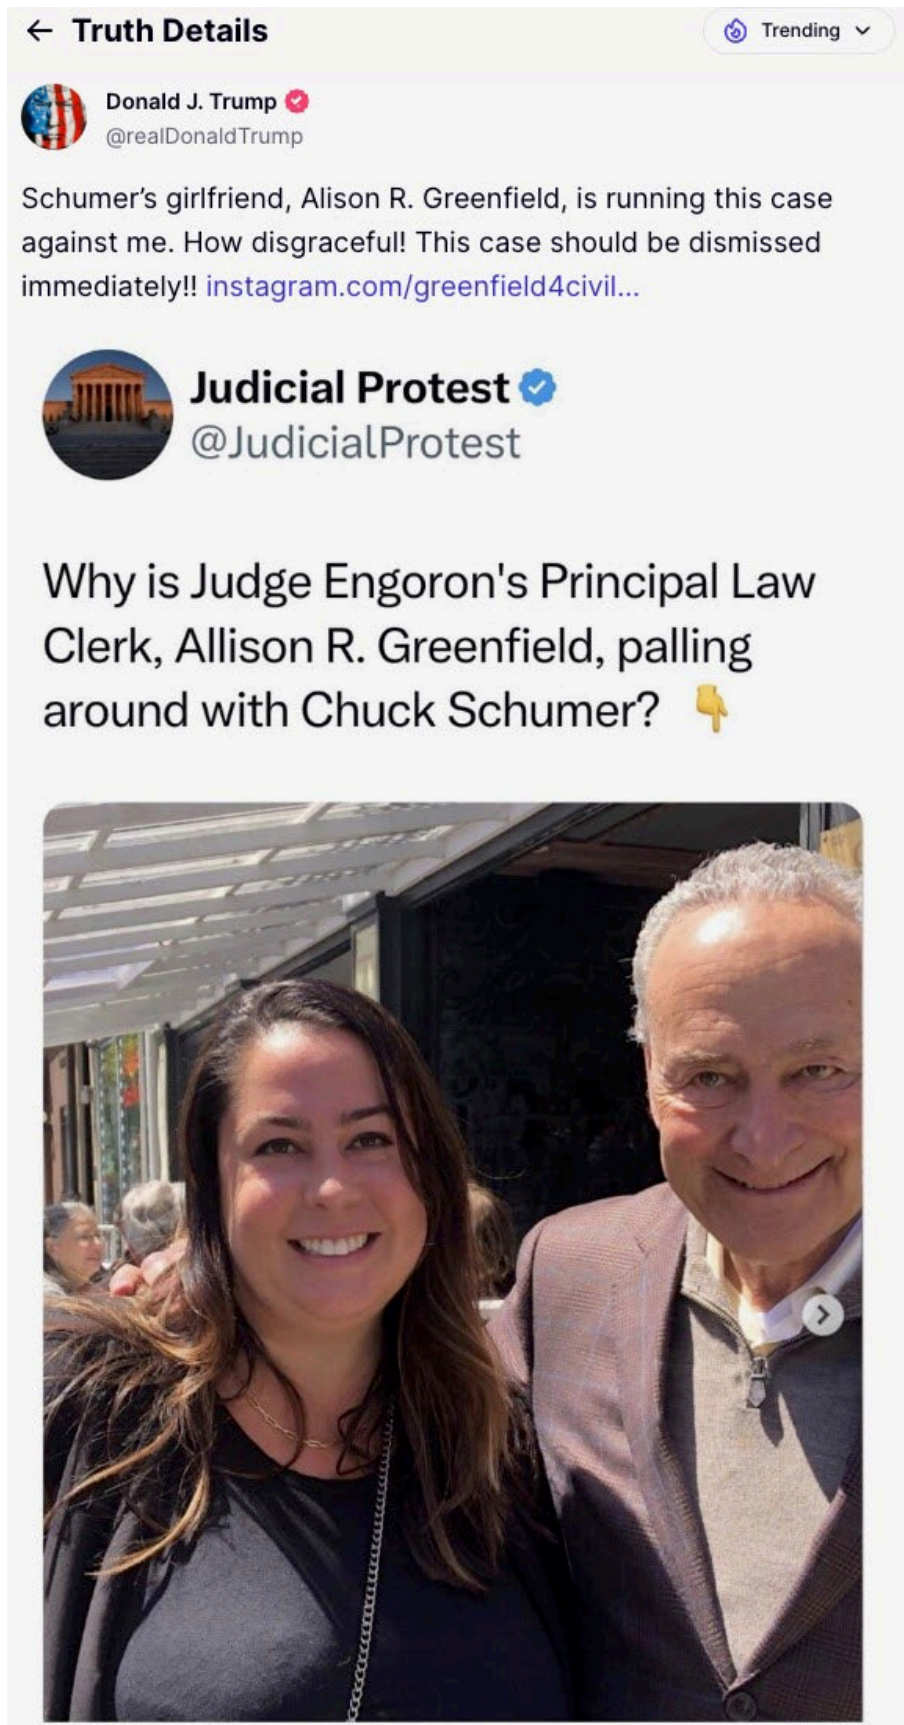 Truth Details
Trending
Donald J. Trump
@realDonaldTrump
Schumer’s girlfriend, Alison R. Greenfield, is running this case
against me. How disgraceful! This case should be dismissed
immediately!! instagram.com/greenfield4civil...
Judicial Protest
@JudicialProtest
Why is Judge Engoron's Principal Law
Clerk, Allison R. Greenfield, palling
around with Chuck Schumer? 👇